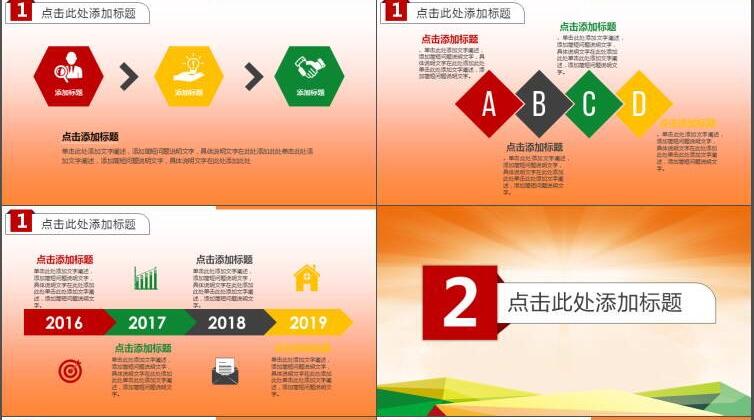 1 点击此处添加标题
添加标题
添加标题
添加标题
点击添加标题
单击此处添加文字阐述，添加简短问题说明文字，具体说明文字在此处添加此处单击此处添
加文字阐述，添加简短问题说明文字，具体说明文字在此处添加此处
1 点击此处添加标题
点击添加标题
，单击此处添加文字阐
述，添加简短问题说明文
字，具体说明文字在此处
添加此处单击此处添加文
字阐述，添加简短问题说
明文字。
点击添加标题
，单击此处添加文字阐
述，添加简短问题说明文
字，具体说明文字在此处
添加此处单击此处添加文
字阐述，添加简短问题说
明文字。
A B C D
点击添加标题
，单击此处添加文字阐
述，添加简短问题说明文
字，具体说明文字在此处
添加此处单击此处添加文
字阐述，添加简短问题说
明文字。
点击添加标题
，单击此处添加文字阐
述，添加简短问题说明文
字，具体说明文字在此处
添加此处单击此处添加文
字阐述，添加简短问题说
明文字。
1 点击此处添加标题
点击添加标题
单击此处添加文字阐述
，添加简短问题说明文
字，具体说明文字在此
处添加此处单击此处添
加文字阐述，添加简短
问题说明文字，
点击添加标题
单击此处添加文字阐述
，添加简短问题说明文
字，具体说明文字在此
处添加此处单击此处添
加文字阐述，添加简短
问题说明文字，
2016 2017 2018 2019
点击添加标题
单击此处添加文字阐述，
添加简短问题说明文字，
具体说明文字在此处添加
此处单击此处添加文字阐
述，添加简短问题说明文
字。
点击添加标题
单击此处添加文字阐述，
添加简短问题说明文字，
具体说明文字在此处添加
此处单击此处添加文字阐
述，添加简短问题说明文
字。
2 点击此处添加标题